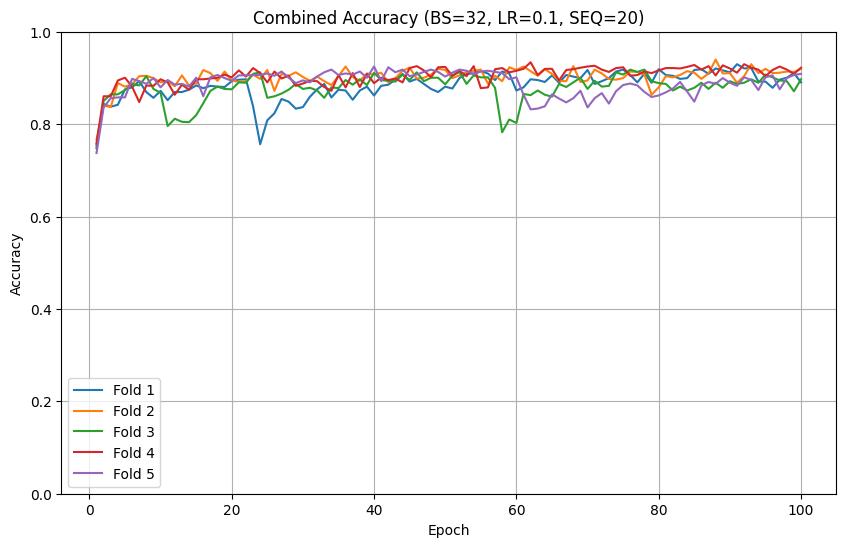 Combined Accuracy (BS=32, LR=0.1, SEQ=20)
1.0
0.8
0.6
0.4
0.2
0.0
Accuracy
Fold 1
Fold 2
Fold 3
Fold 4
Fold 5
0 20 40 60 80 100
Epoch